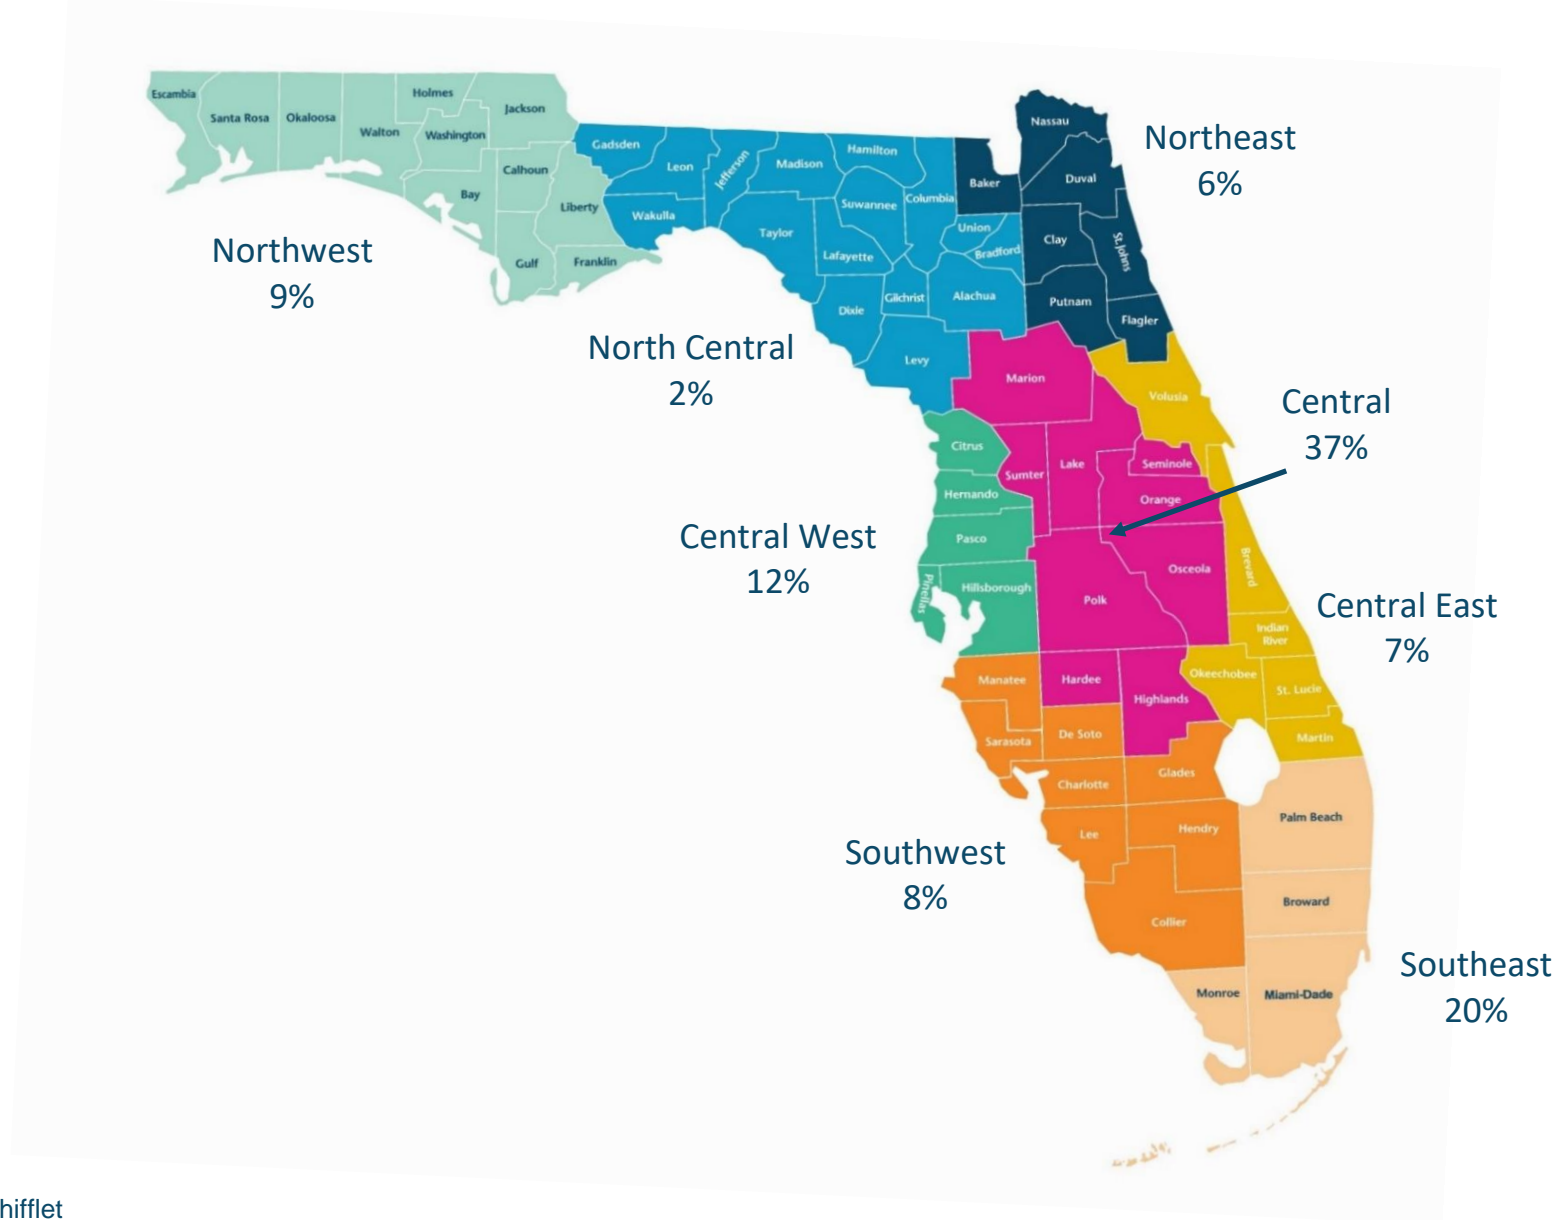 Escambia
Santa Rosa
Okaloosa
Walton
Holmes
Washington
Jackson
Calhoun
Bay
Liberty
Gulf
Franklin
Northwest
9%
Gadsden
Leon
Jefferson
Madison
Hamilton
Suwannee
Columbia
Wakulla
Taylor
Lafayette
Union
Bradford
Dixie
Gilchrist
Alachua
Levy
North Central
2%
Nassau
Baker
Duval
Clay
St. Johns
Putnam
Flagler
Northeast
6%
Marion
Sumter
Lake
Seminole
Orange
Osceola
Polk
Hardee
Highlands
Central
37%
Citrus
Hernando
Pasco
Pinellas
Hillsborough
Central West
12%
Volusia
Brevard
Indian
River
Okeechobee
St. Lucie
Martin
Central East
7%
Manatee
Sarasota
De Soto
Charlotte
Glades
Lee
Hendry
Collier
Southwest
8%
Palm Beach
Broward
Monroe
Miami-Dade
Southeast
20%
hifflet